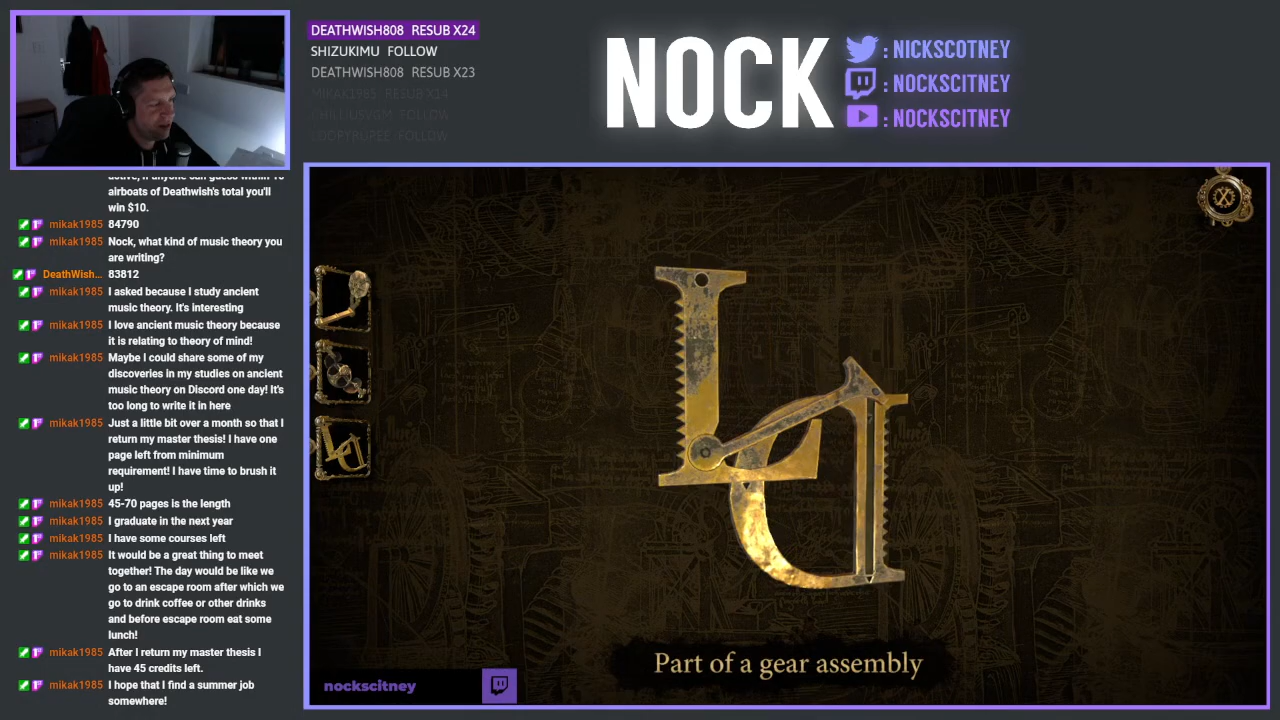 DEATHWISH808 RESUB X24
SHIZUKIMU FOLLOW
DEATHWISH808 RESUB X23
MIKAK1985 RESUB X14
FOLLOW
FOLLOW
NOCK
: NICKSCOTNEY
: NOCKSCITNEY
: NOCKSCITNEY
airboats of Deathwish's total you'll
win $10.
mikak1985 84790
mikak1985 Nock, what kind of music theory you
are writing?
DeathWish... 83812
mikak1985 I asked because I study ancient
music theory. It's interesting
mikak1985 I love ancient music theory because
it is relating to theory of mind!
mikak1985 Maybe I could share some of my
discoveries in my studies on ancient
music theory on Discord one day! It's
too long to write it in here
mikak1985 Just a little bit over a month so that I
return my master thesis! I have one
page left from minimum
requirement! I have time to brush it
up!
mikak1985 45-70 pages is the length
mikak1985 I graduate in the next year
mikak1985 I have some courses left
mikak1985 It would be a great thing to meet
together! The day would be like we
go to an escape room after which we
go to drink coffee or other drinks
and before escape room eat some
lunch!
mikak1985 After I return my master thesis I
have 45 credits left.
mikak1985 I hope that I find a summer job
somewhere!
Part of a gear assembly
nockscitney